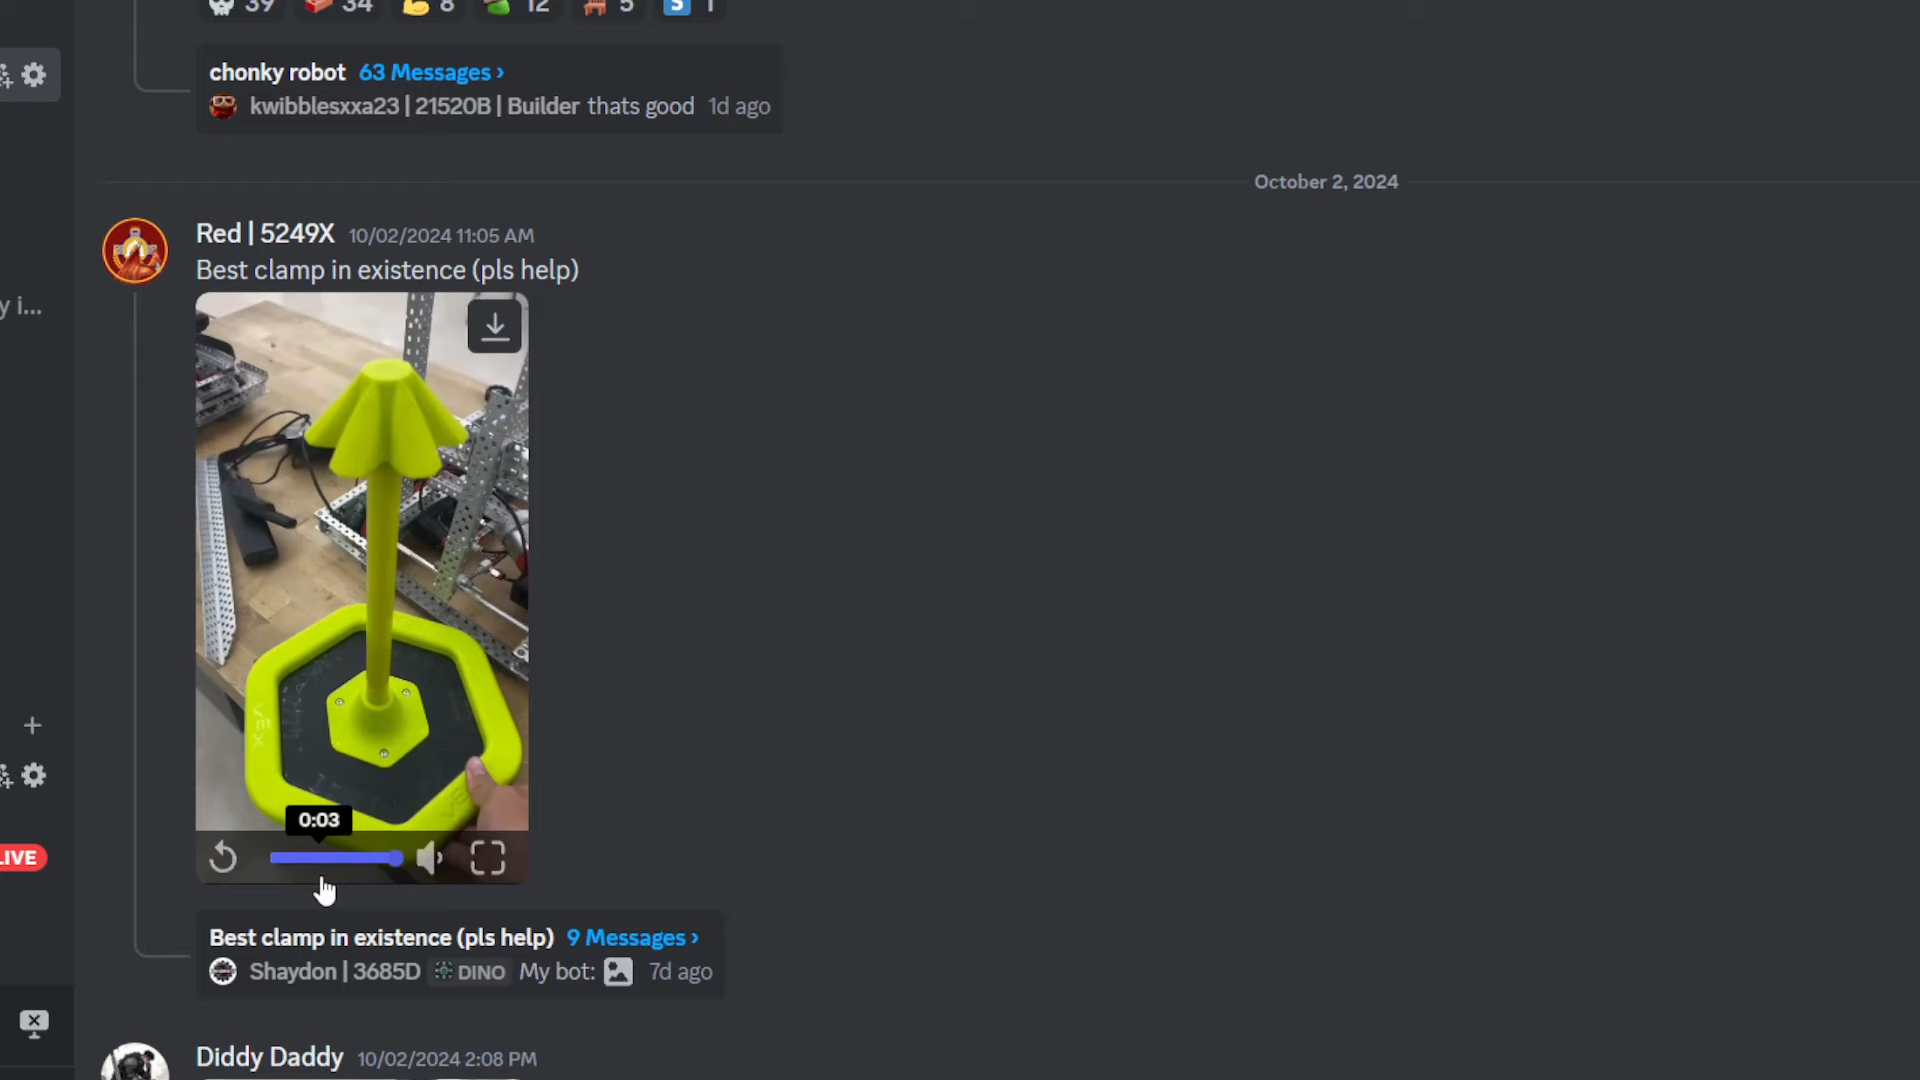 39 34 8 12 5 S 1
chonky robot 63 Messages ›
kwibblesxxa23 | 21520B | Builder thats good 1d ago
October 2, 2024
Red | 5249X 10/02/2024 11:05 AM
Best clamp in existence (pls help)
y i...
VEX
0:03
LIVE
Best clamp in existence (pls help) 9 Messages ›
Shaydon | 3685D DINO My bot: 7d ago
Diddy Daddy 10/02/2024 2:08 PM